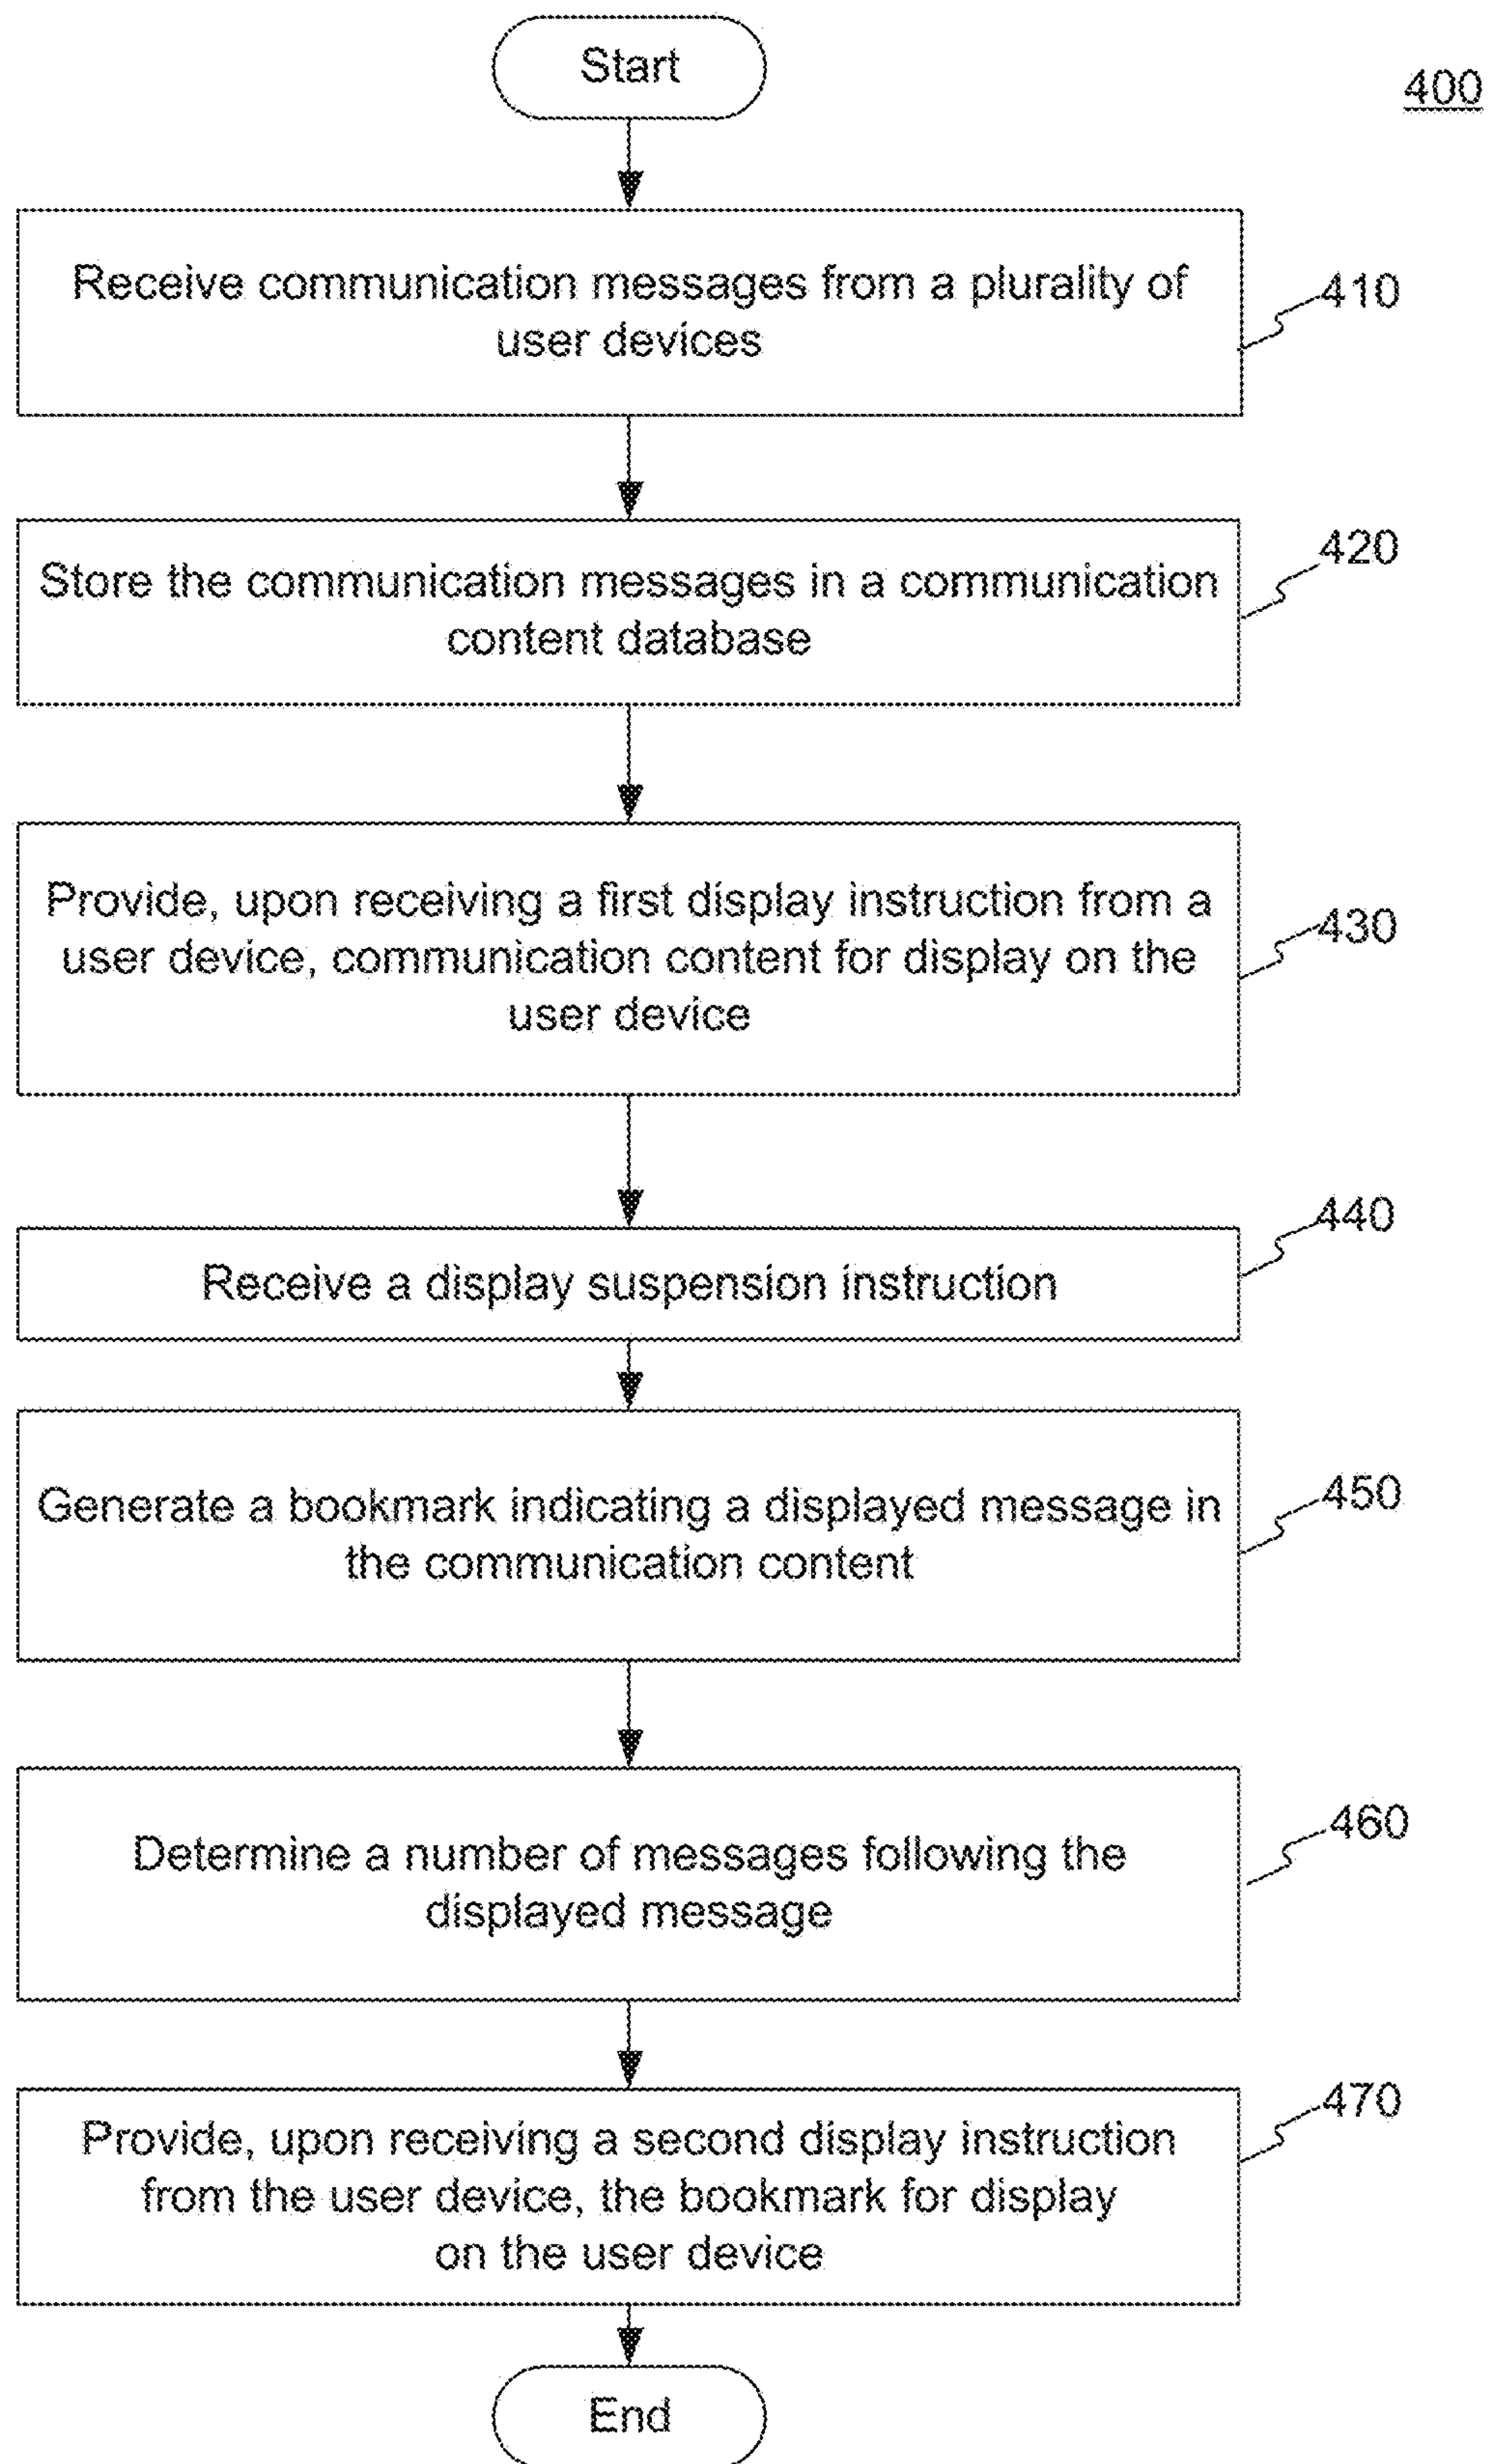 Start
400
Receive communication messages from a plurality of
user devices
410
Store the communication messages in a communication
content database
420
Provide, upon receiving a first display instruction from a
user device, communication content for display on the
user device
430
Receive a display suspension instruction
440
Generate a bookmark indicating a displayed message in
the communication content
450
Determine a number of messages following the
displayed message
460
Provide, upon receiving a second display instruction
from the user device, the bookmark for display
on the user device
470
End